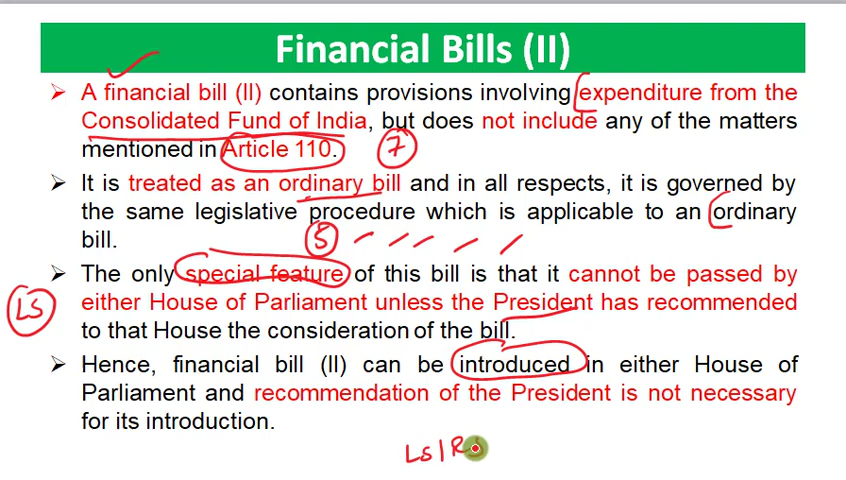 Financial Bills (II)
➢ A financial bill (II) contains provisions involving expenditure from the
Consolidated Fund of India, but does not include any of the matters
mentioned in Article 110.
7
➢ It is treated as an ordinary bill and in all respects, it is governed by
the same legislative procedure which is applicable to an ordinary
bill.
5
➢ The only special feature of this bill is that it cannot be passed by
LS
either House of Parliament unless the President has recommended
to that House the consideration of the bill.
➢ Hence, financial bill (II) can be introduced in either House of
Parliament and recommendation of the President is not necessary
for its introduction.
LS/R